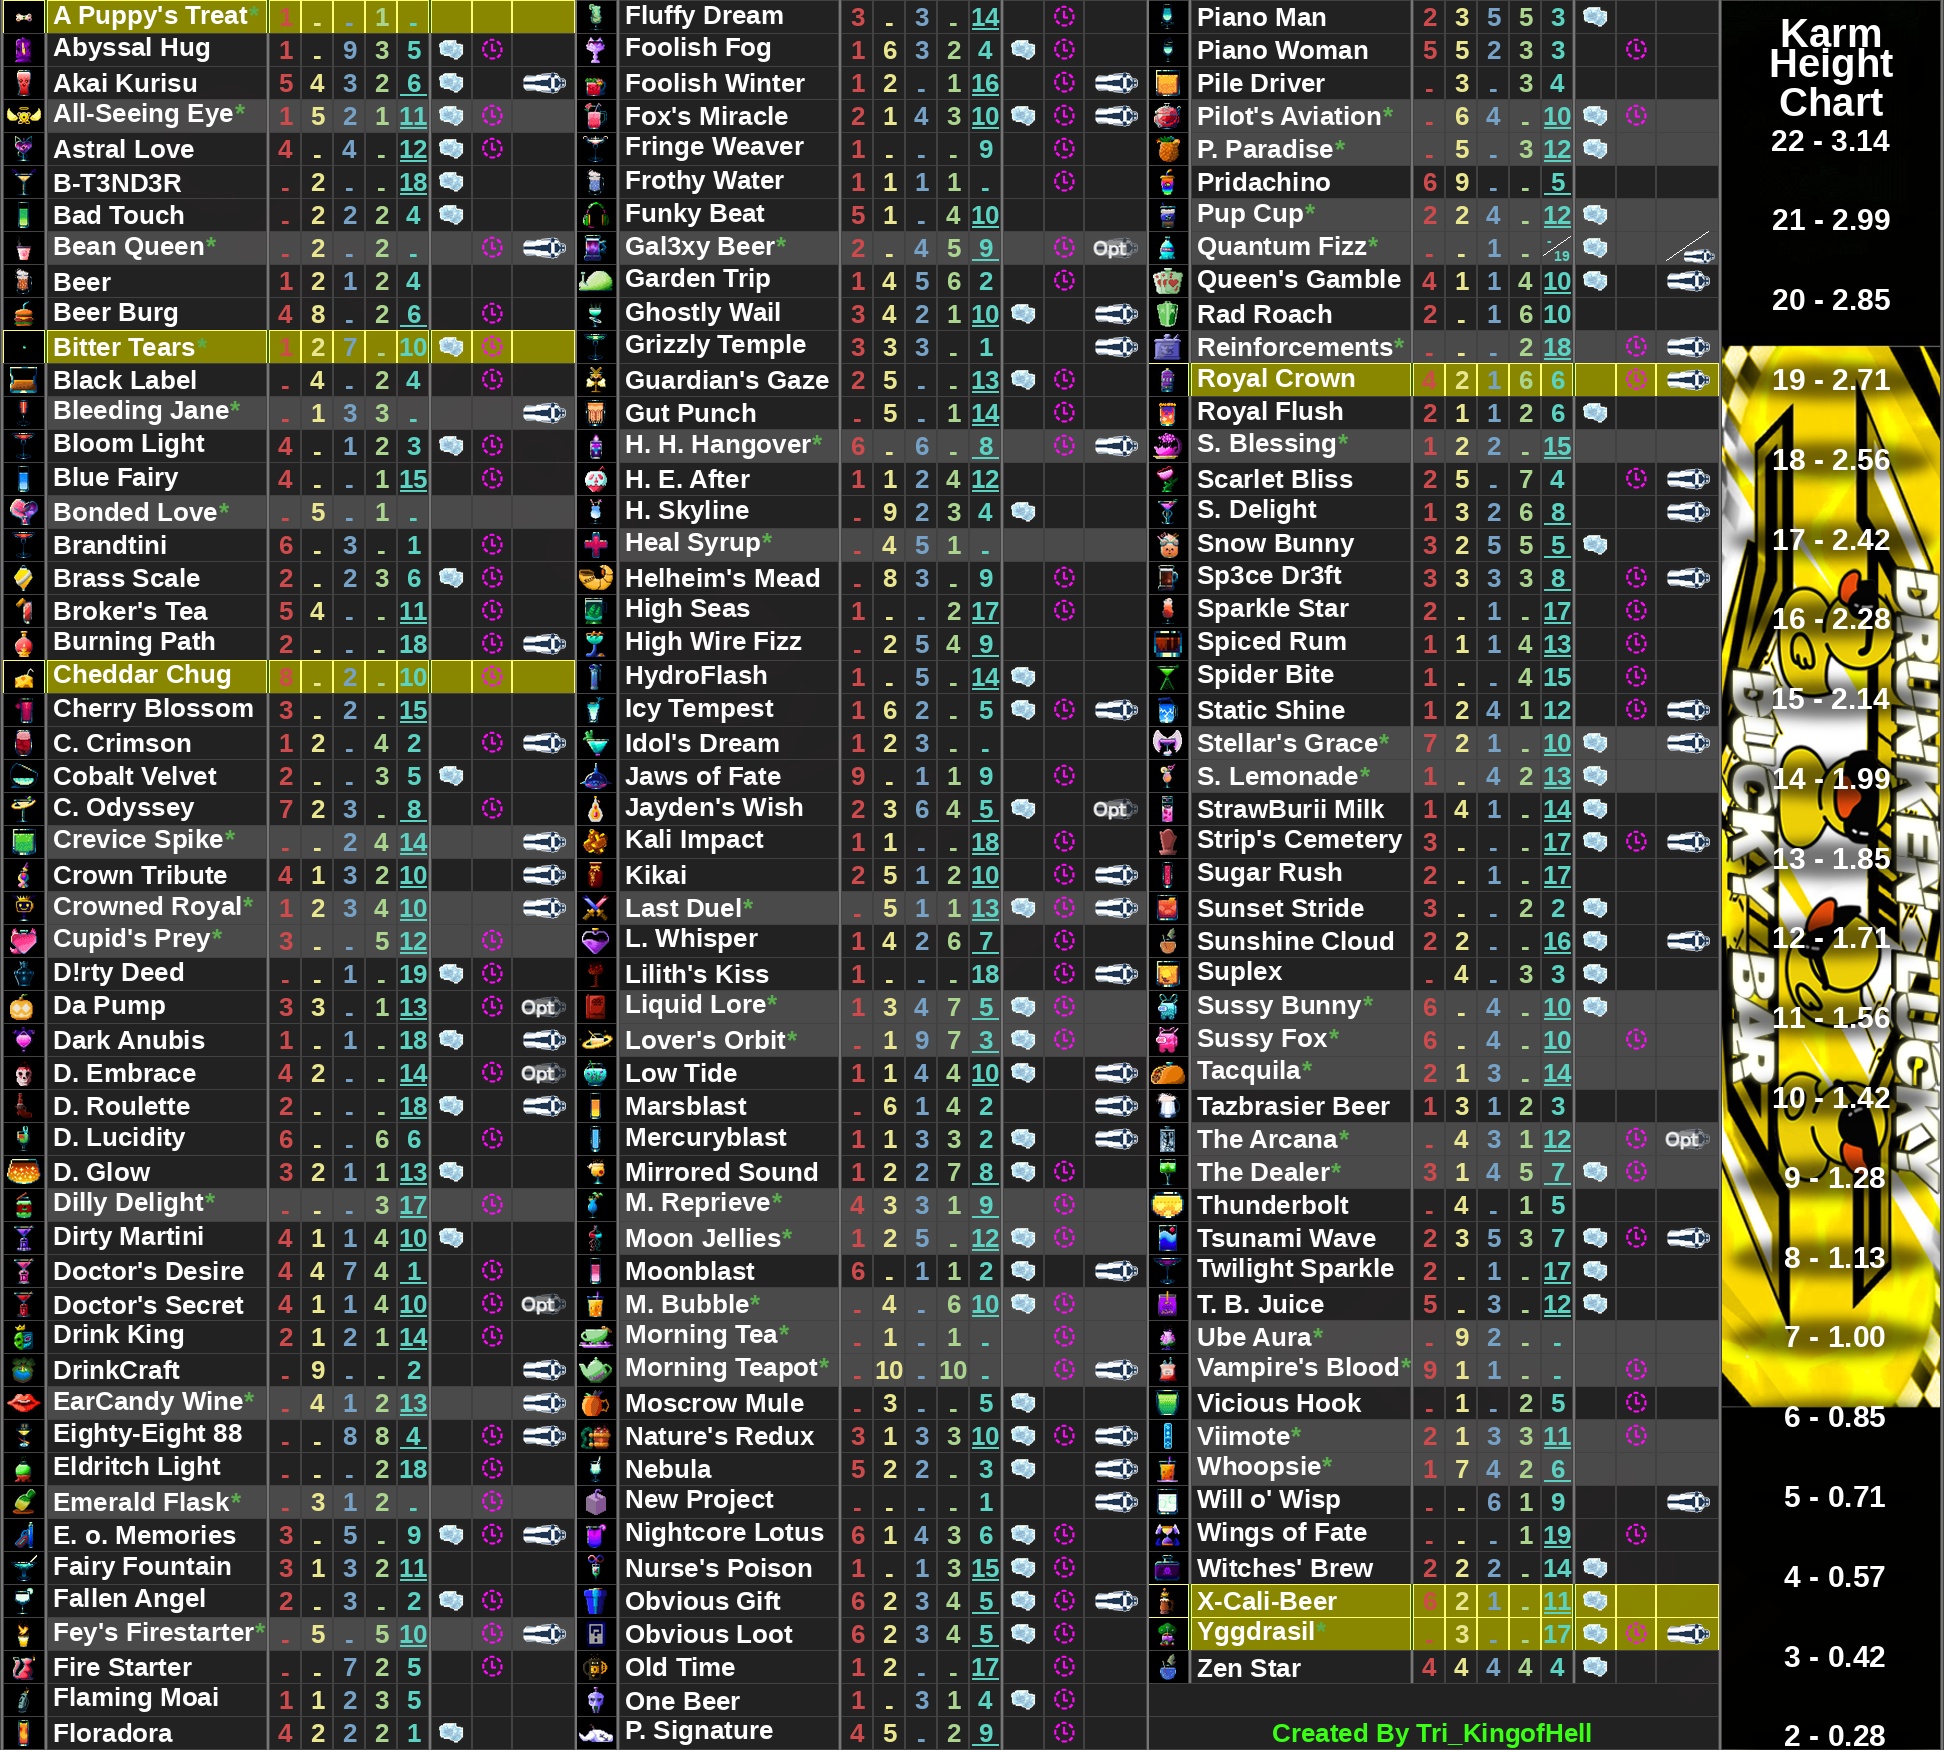 A Puppy's Treat* 1 - - 1 -
Abyssal Hug 1 - 9 3 5
Akai Kurisu 5 4 3 2 6
All-Seeing Eye* 1 5 2 1 11
Astral Love 4 - 4 - 12
B-T3ND3R - 2 - - 18
Bad Touch - 2 2 2 4
Bean Queen* - 2 - 2 -
Beer 1 2 1 2 4
Beer Burg 4 8 - 2 6
Bitter Tears* 1 2 7 - 10
Black Label - 4 - 2 4
Bleeding Jane* - 1 3 3 -
Bloom Light 4 - 1 2 3
Blue Fairy 4 - - 1 15
Bonded Love* - 5 - 1 -
Brandtini 6 - 3 - 1
Brass Scale 2 - 2 3 6
Broker's Tea 5 4 - - 11
Burning Path 2 - - - 18
Cheddar Chug 8 - 2 - 10
Cherry Blossom 3 - 2 - 15
C. Crimson 1 2 - 4 2
Cobalt Velvet 2 - - 3 5
C. Odyssey 7 2 3 - 8
Crevice Spike* - - 2 4 14
Crown Tribute 4 1 3 2 10
Crowned Royal* 1 2 3 4 10
Cupid's Prey* 3 - - 5 12
D!rty Deed - - 1 - 19
Da Pump 3 3 - 1 13 Opt
Dark Anubis 1 - 1 - 18
D. Embrace 4 2 - - 14 Opt
D. Roulette 2 - - - 18
D. Lucidity 6 - - 6 6
D. Glow 3 2 1 1 13
Dilly Delight* - - - 3 17
Dirty Martini 4 1 1 4 10
Doctor's Desire 4 4 7 4 1
Doctor's Secret 4 1 1 4 10 Opt
Drink King 2 1 2 1 14
DrinkCraft - 9 - - 2
EarCandy Wine* - 4 1 2 13
Eighty-Eight 88 - - 8 8 4
Eldritch Light - - - 2 18
Emerald Flask* - 3 1 2 -
E. o. Memories 3 - 5 - 9
Fairy Fountain 3 1 3 2 11
Fallen Angel 2 - 3 - 2
Fey's Firestarter* - 5 - 5 10
Fire Starter - - 7 2 5
Flaming Moai 1 1 2 3 5
Floradora 4 2 2 2 1
Fluffy Dream 3 - 3 - 14
Foolish Fog 1 6 3 2 4
Foolish Winter 1 2 - 1 16
Fox's Miracle 2 1 4 3 10
Fringe Weaver 1 - - - 9
Frothy Water 1 1 1 1 -
Funky Beat 5 1 - 4 10
Gal3xy Beer* 2 - 4 5 9 Opt
Garden Trip 1 4 5 6 2
Ghostly Wail 3 4 2 1 10
Grizzly Temple 3 3 3 - 1
Guardian's Gaze 2 5 - - 13
Gut Punch - 5 - 1 14
H. H. Hangover* 6 - 6 - 8
H. E. After 1 1 2 4 12
H. Skyline - 9 2 3 4
Heal Syrup* - 4 5 1 -
Helheim's Mead - 8 3 - 9
High Seas 1 - - 2 17
High Wire Fizz - 2 5 4 9
HydroFlash 1 - 5 - 14
Icy Tempest 1 6 2 - 5
Idol's Dream 1 2 3 - -
Jaws of Fate 9 - 1 1 9
Jayden's Wish 2 3 6 4 5 Opt
Kali Impact 1 1 - - 18
Kikai 2 5 1 2 10
Last Duel* - 5 1 1 13
L. Whisper 1 4 2 6 7
Lilith's Kiss 1 - - - 18
Liquid Lore* 1 3 4 7 5
Lover's Orbit* - 1 9 7 3
Low Tide 1 1 4 4 10
Marsblast - 6 1 4 2
Mercuryblast 1 1 3 3 2
Mirrored Sound 1 2 2 7 8
M. Reprieve* 4 3 3 1 9
Moon Jellies* 1 2 5 - 12
Moonblast 6 - 1 1 2
M. Bubble* - 4 - 6 10
Morning Tea* - 1 - 1 -
Morning Teapot* - 10 - 10 -
Moscrow Mule - 3 - - 5
Nature's Redux 3 1 3 3 10
Nebula 5 2 2 - 3
New Project - - - - 1
Nightcore Lotus 6 1 4 3 6
Nurse's Poison 1 - 1 3 15
Obvious Gift 6 2 3 4 5
Obvious Loot 6 2 3 4 5
Old Time 1 2 - - 17
One Beer 1 - 3 1 4
P. Signature 4 5 - 2 9
Piano Man 2 3 5 5 3
Piano Woman 5 5 2 3 3
Pile Driver - 3 - 3 4
Pilot's Aviation* - 6 4 - 10
P. Paradise* - 5 - 3 12
Pridachino 6 9 - - 5
Pup Cup* 2 2 4 - 12
Quantum Fizz* - - 1 - -/19
Queen's Gamble 4 1 1 4 10
Rad Roach 2 - 1 6 10
Reinforcements* - - - 2 18
Royal Crown 4 2 1 6 6
Royal Flush 2 1 1 2 6
S. Blessing* 1 2 2 - 15
Scarlet Bliss 2 5 - 7 4
S. Delight 1 3 2 6 8
Snow Bunny 3 2 5 5 5
Sp3ce Dr3ft 3 3 3 3 8
Sparkle Star 2 - 1 - 17
Spiced Rum 1 1 1 4 13
Spider Bite 1 - - 4 15
Static Shine 1 2 4 1 12
Stellar's Grace* 7 2 1 - 10
S. Lemonade* 1 - 4 2 13
StrawBurii Milk 1 4 1 - 14
Strip's Cemetery 3 - - - 17
Sugar Rush 2 - 1 - 17
Sunset Stride 3 - - 2 2
Sunshine Cloud 2 2 - - 16
Suplex - 4 - 3 3
Sussy Bunny* 6 - 4 - 10
Sussy Fox* 6 - 4 - 10
Tacquila* 2 1 3 - 14
Tazbrasier Beer 1 3 1 2 3
The Arcana* - 4 3 1 12 Opt
The Dealer* 3 1 4 5 7
Thunderbolt - 4 - 1 5
Tsunami Wave 2 3 5 3 7
Twilight Sparkle 2 - 1 - 17
T. B. Juice 5 - 3 - 12
Ube Aura* - 9 2 - -
Vampire's Blood* 9 1 1 - -
Vicious Hook - 1 - 2 5
Viimote* 2 1 3 3 11
Whoopsie* 1 7 4 2 6
Will o' Wisp - - 6 1 9
Wings of Fate - - - 1 19
Witches' Brew 2 2 2 - 14
X-Cali-Beer 6 2 1 - 11
Yggdrasil* - 3 - - 17
Zen Star 4 4 4 4 4
Created By Tri_KingofHell
Karm
Height
Chart
22 - 3.14
21 - 2.99
20 - 2.85
19 - 2.71
18 - 2.56
17 - 2.42
16 - 2.28
15 - 2.14
14 - 1.99
13 - 1.85
12 - 1.71
11 - 1.56
10 - 1.42
9 - 1.28
8 - 1.13
7 - 1.00
6 - 0.85
5 - 0.71
4 - 0.57
3 - 0.42
2 - 0.28
DUCKY BAR
DRUNKEN LUCKY